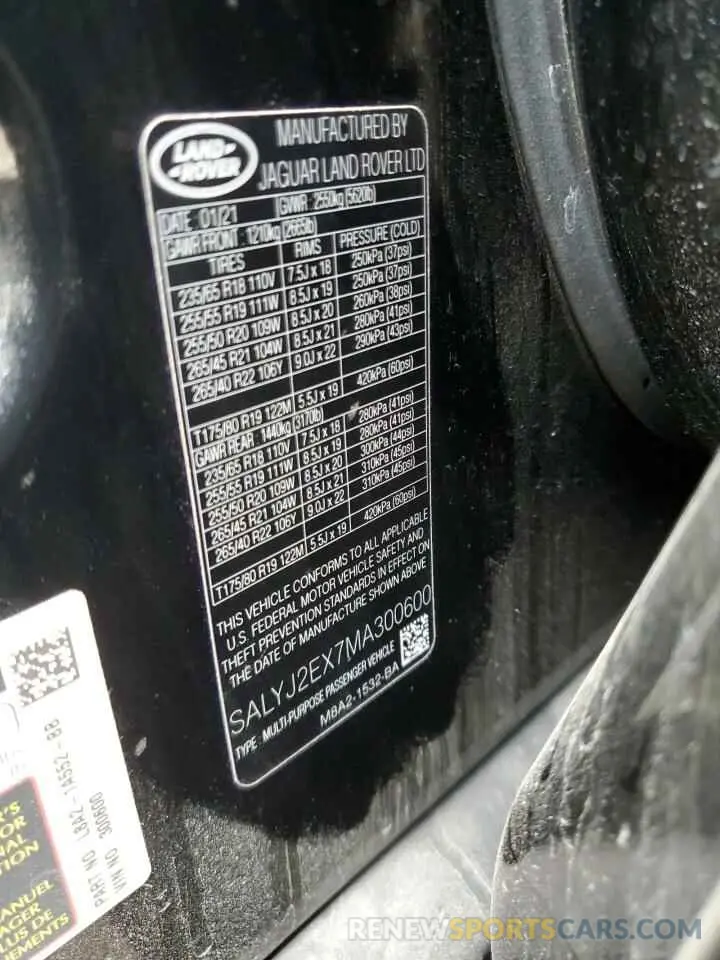 LAND ROVER
MANUFACTURED BY
JAGUAR LAND ROVER LTD
DATE 01/21 GVWR : 2550kg (5620lb)
GAWR FRONT : 1210kg (2665lb)
TIRES RIMS PRESSURE (COLD)
235/65 R18 110V 7.5J x 18 250kPa (37psi)
255/55 R19 111W 8.5J x 19 250kPa (37psi)
255/50 R20 109W 8.5J x 20 260kPa (38psi)
265/45 R21 104W 8.5J x 21 280kPa (41psi)
265/40 R22 106Y 9.0J x 22 290kPa (43psi)
T175/80 R19 122M 5.5J x 19 420kPa (60psi)
GAWR REAR 1440kg (3170lb)
235/65 R18 110V 7.5J x 18 280kPa (41psi)
255/55 R19 111W 8.5J x 19 280kPa (41psi)
255/50 R20 109W 8.5J x 20 300kPa (44psi)
265/45 R21 104W 8.5J x 21 310kPa (45psi)
265/40 R22 106Y 9.0J x 22 310kPa (45psi)
T175/80 R19 122M 5.5J x 19 420kPa (60psi)
THIS VEHICLE CONFORMS TO ALL APPLICABLE
U.S. FEDERAL MOTOR VEHICLE SAFETY AND
THEFT PREVENTION STANDARDS IN EFFECT ON
THE DATE OF MANUFACTURE SHOWN ABOVE
SALYJ2EX7MA300600
TYPE : MULTI-PURPOSE PASSENGER VEHICLE
M8A2-1532-BA
PART NO L8A2-14552-BB
VIN NO 300600
MANUEL
PLUS DE
RENEWSPORTSCARS.COM